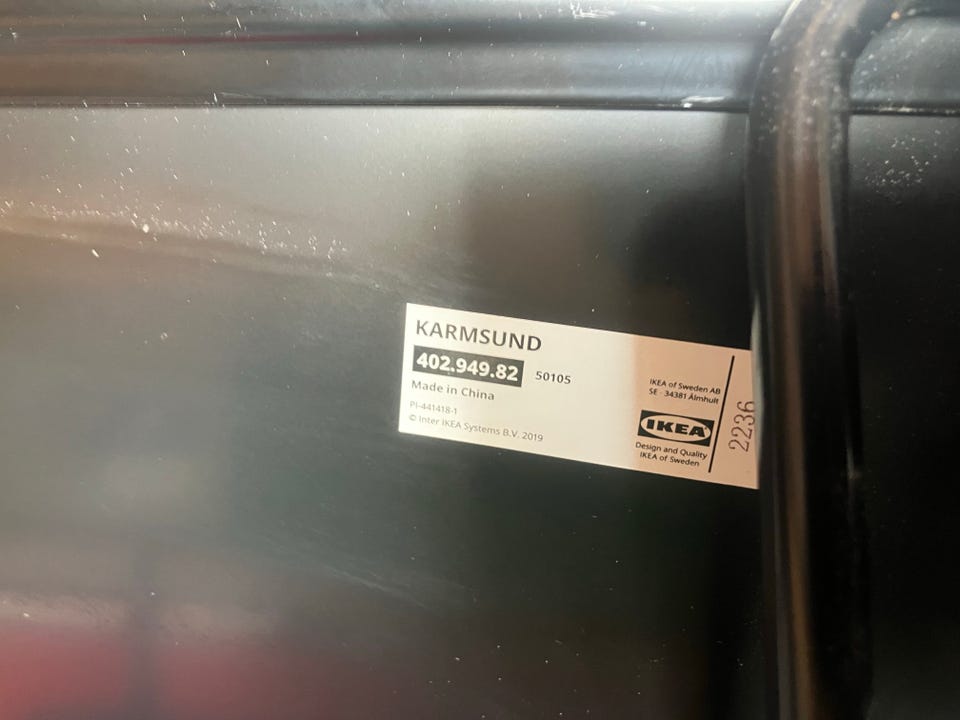 KARMSUND
402.949.82 50105
Made in China
PI-441418-1
© Inter IKEA Systems B.V. 2019
IKEA of Sweden AB
SE - 34381 Älmhult
IKEA
Design and Quality
IKEA of Sweden
2236